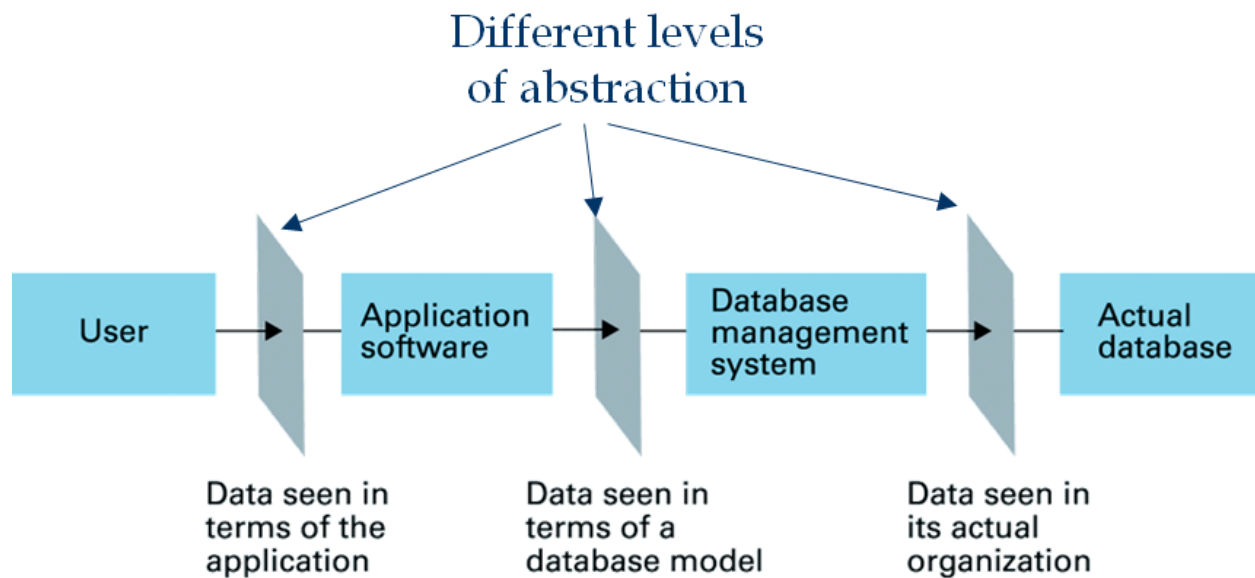 Different levels
of abstraction
User
Application
software
Database
management
system
Actual
database
Data seen in
terms of the
application
Data seen in
terms of a
database model
Data seen in
its actual
organization